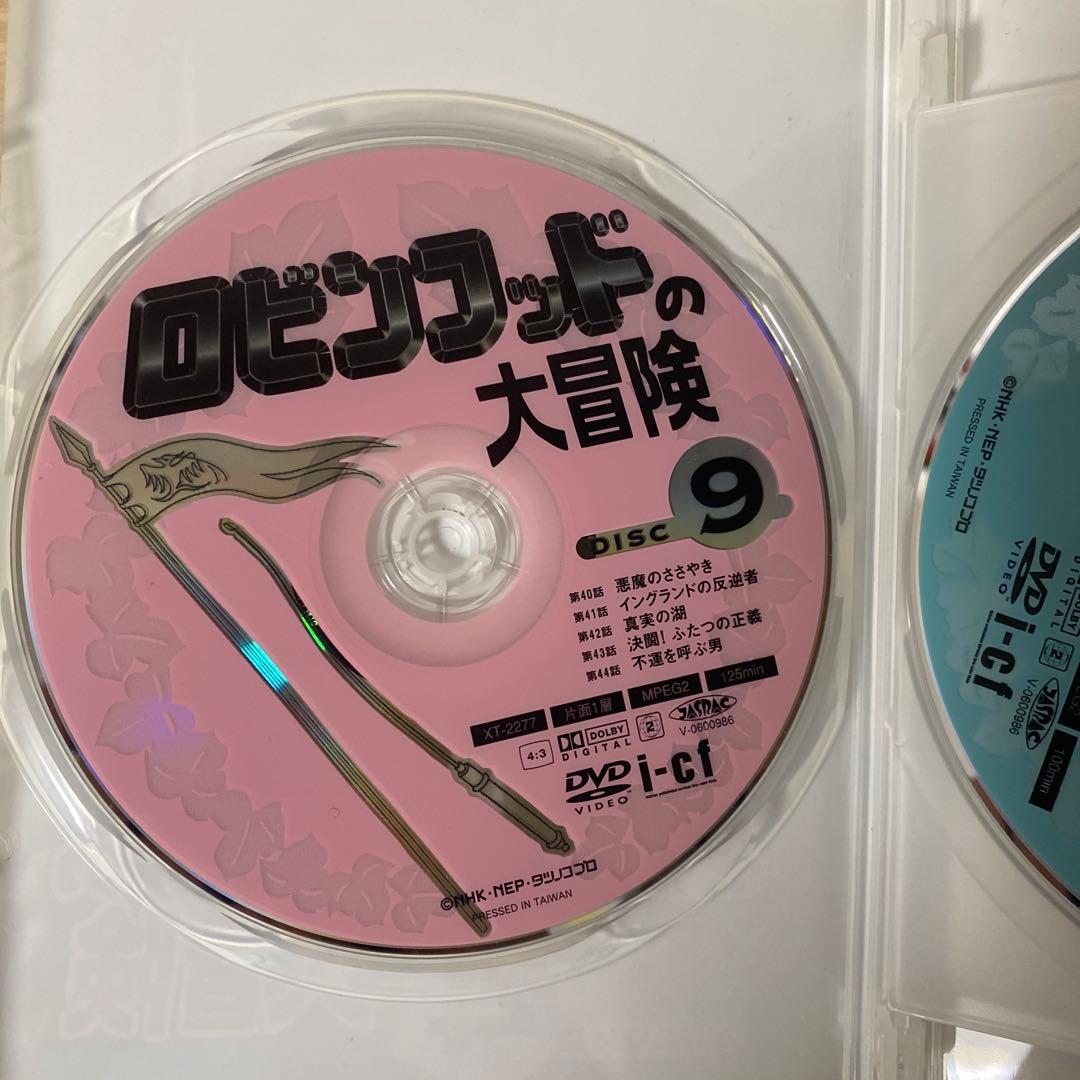 ロビンフッドの
大冒険
DISC 9
第40話 悪魔のささやき
第41話 イングランドの反逆者
第42話 真実の湖
第43話 決闘！ふたつの正義
第44話 不運を呼ぶ男
XT-2277 片面1層 MPEG2 125min
4:3 DOLBY DIGITAL 2 JASRAC
V-0600986
DVD VIDEO i-cf
©NHK・NEP・タツノコプロ
PRESSED IN TAIWAN
©NHK・NEP・タツノコプロ
PRESSED IN TAIWAN
DOLBY DIGITAL
2
JASRAC
V-0600986
DVD VIDEO i-cf
100min